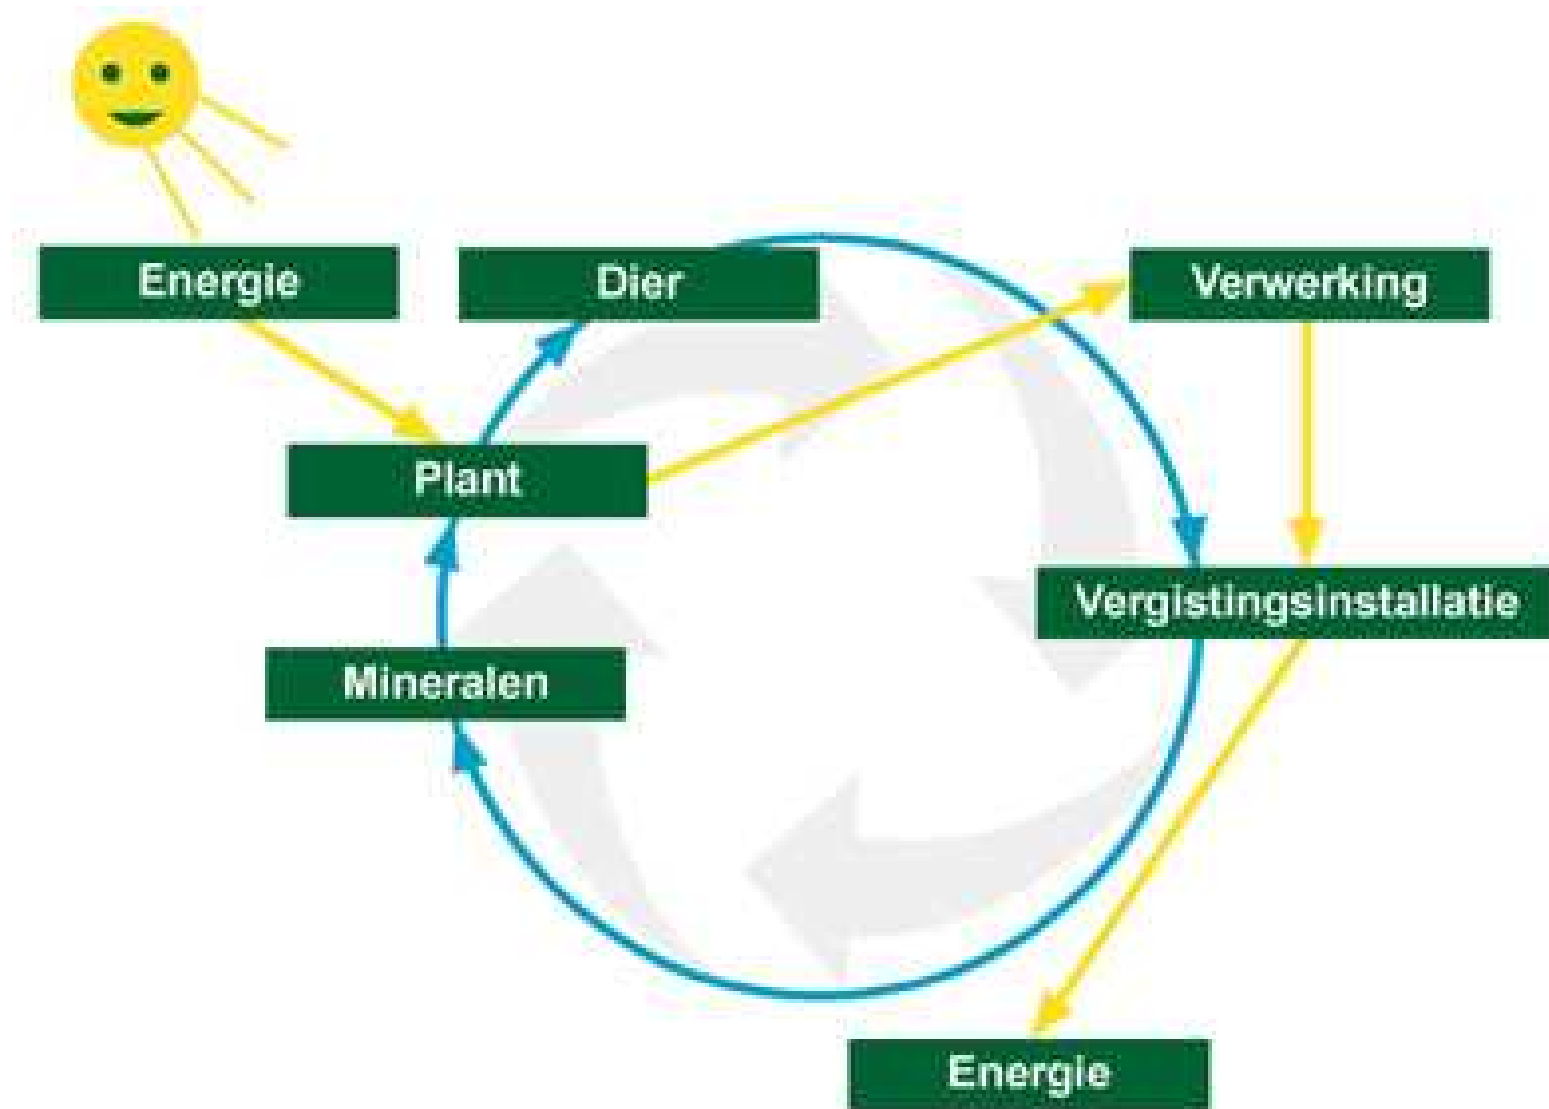 Energie
Dier
Verwerking
Plant
Vergistingsinstallatie
Mineralen
Energie